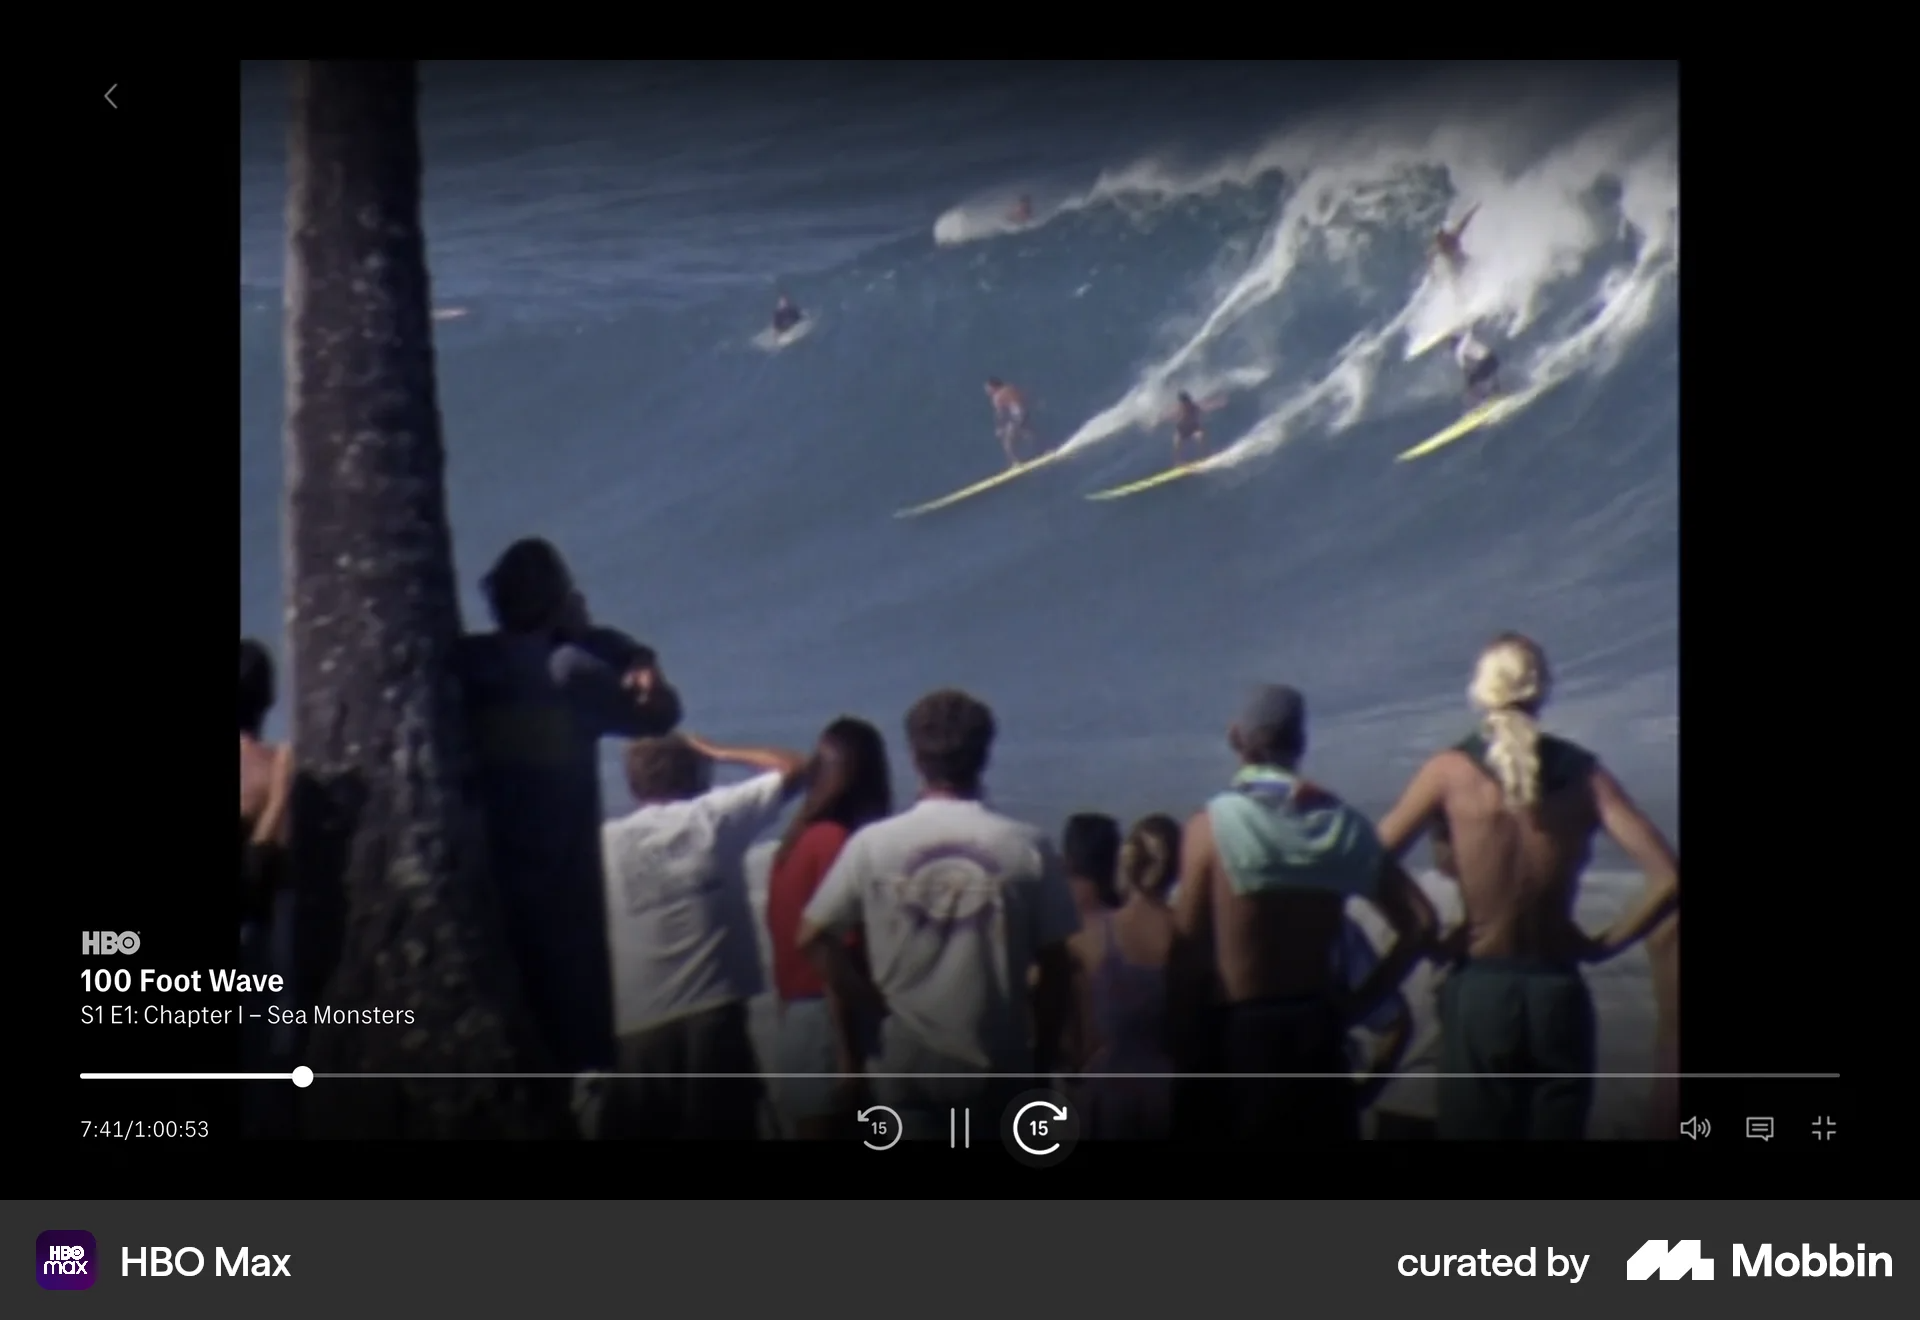 HBO
100 Foot Wave
S1 E1: Chapter I – Sea Monsters
7:41/1:00:53
15
15
HBO
max
HBO Max
curated by
Mobbin